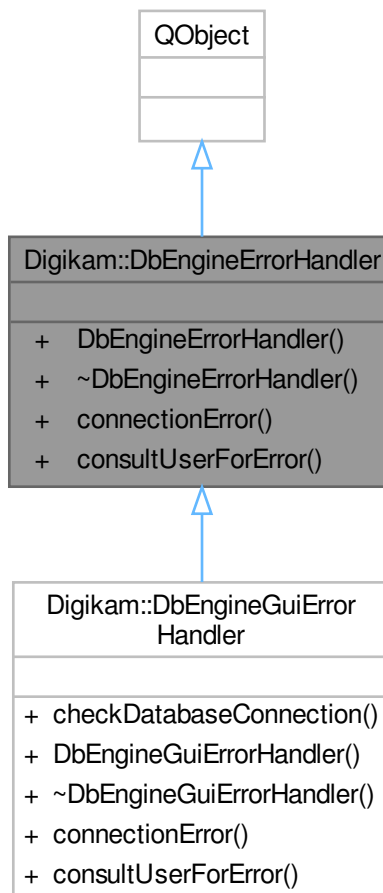 QObject
Digikam::DbEngineErrorHandler
+ DbEngineErrorHandler()
+ ~DbEngineErrorHandler()
+ connectionError()
+ consultUserForError()
Digikam::DbEngineGuiError
Handler
+ checkDatabaseConnection()
+ DbEngineGuiErrorHandler()
+ ~DbEngineGuiErrorHandler()
+ connectionError()
+ consultUserForError()